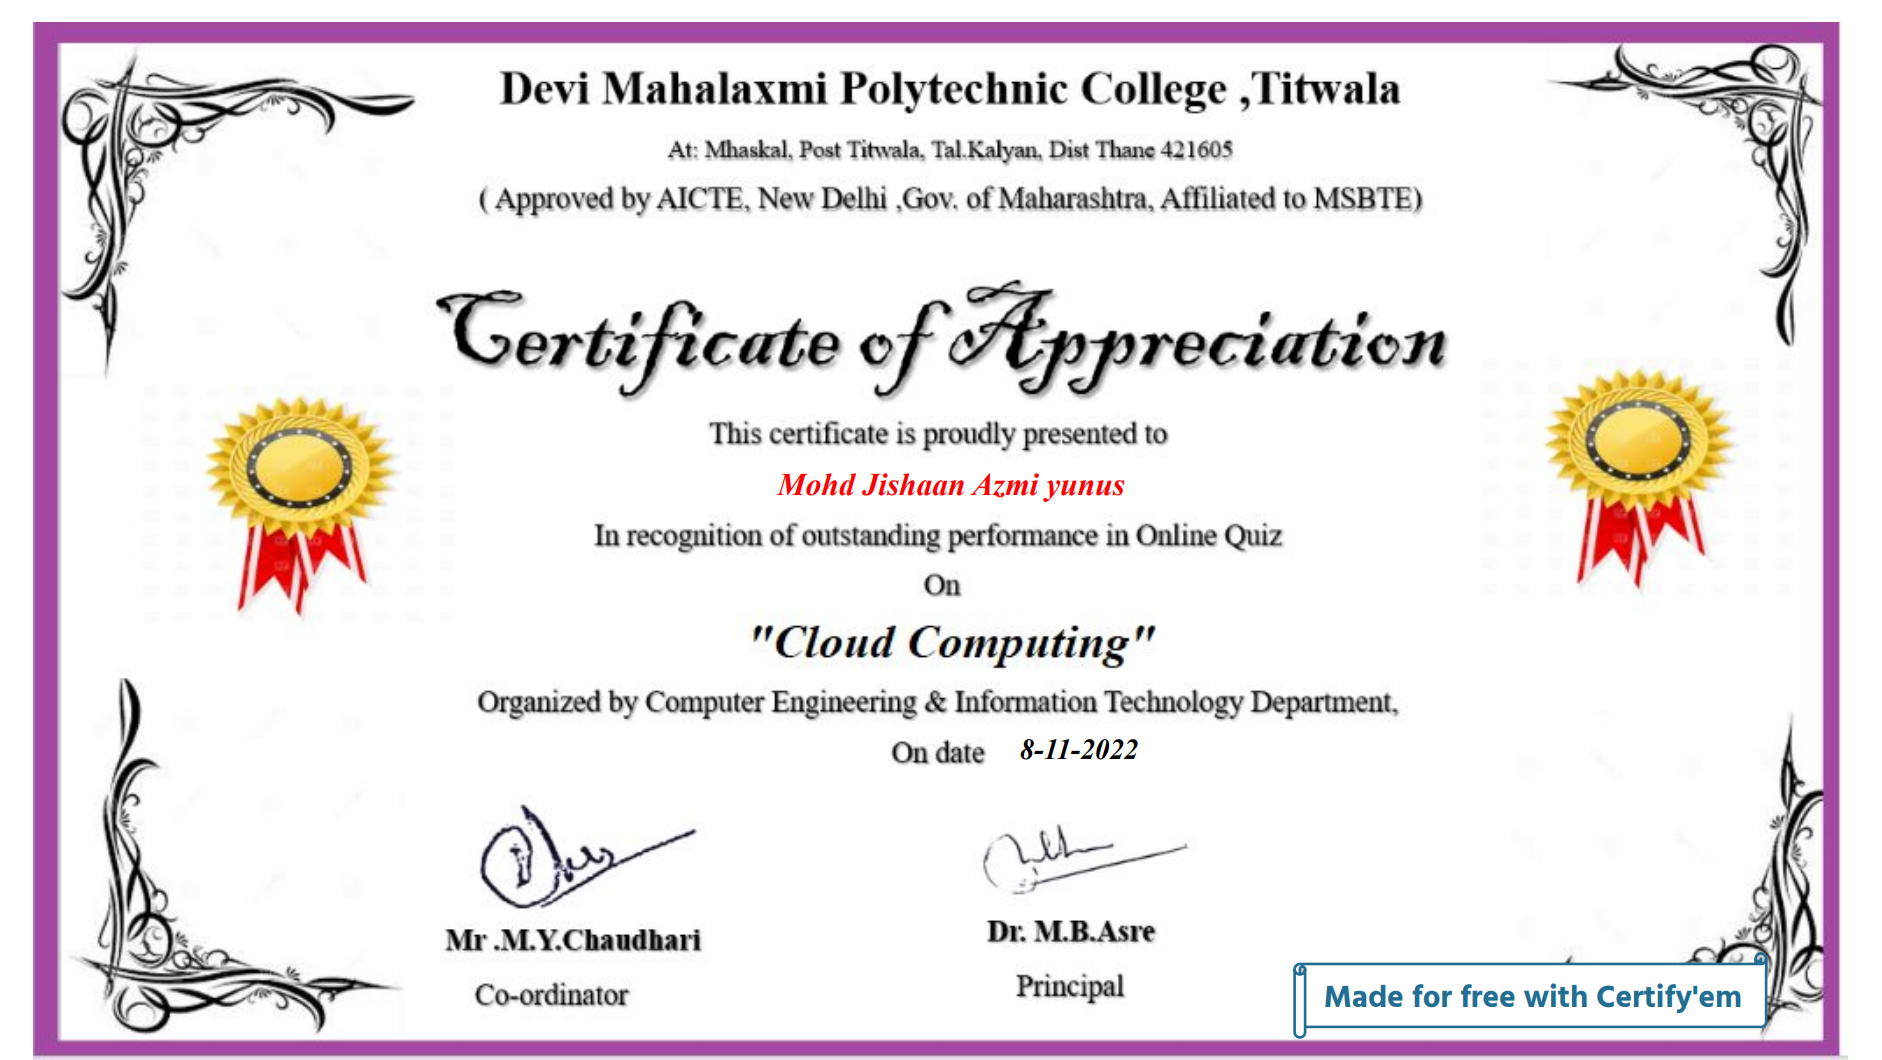 Devi Mahalaxmi Polytechnic College ,Titwala
At: Mhaskal, Post Titwala, Tal.Kalyan, Dist Thane 421605
( Approved by AICTE, New Delhi ,Gov. of Maharashtra, Affiliated to MSBTE)
Certificate of Appreciation
This certificate is proudly presented to
Mohd Jishaan Azmi yunus
In recognition of outstanding performance in Online Quiz
On
"Cloud Computing"
Organized by Computer Engineering & Information Technology Department,
On date 8-11-2022
Mr .M.Y.Chaudhari
Co-ordinator
Dr. M.B.Asre
Principal
Made for free with Certify'em